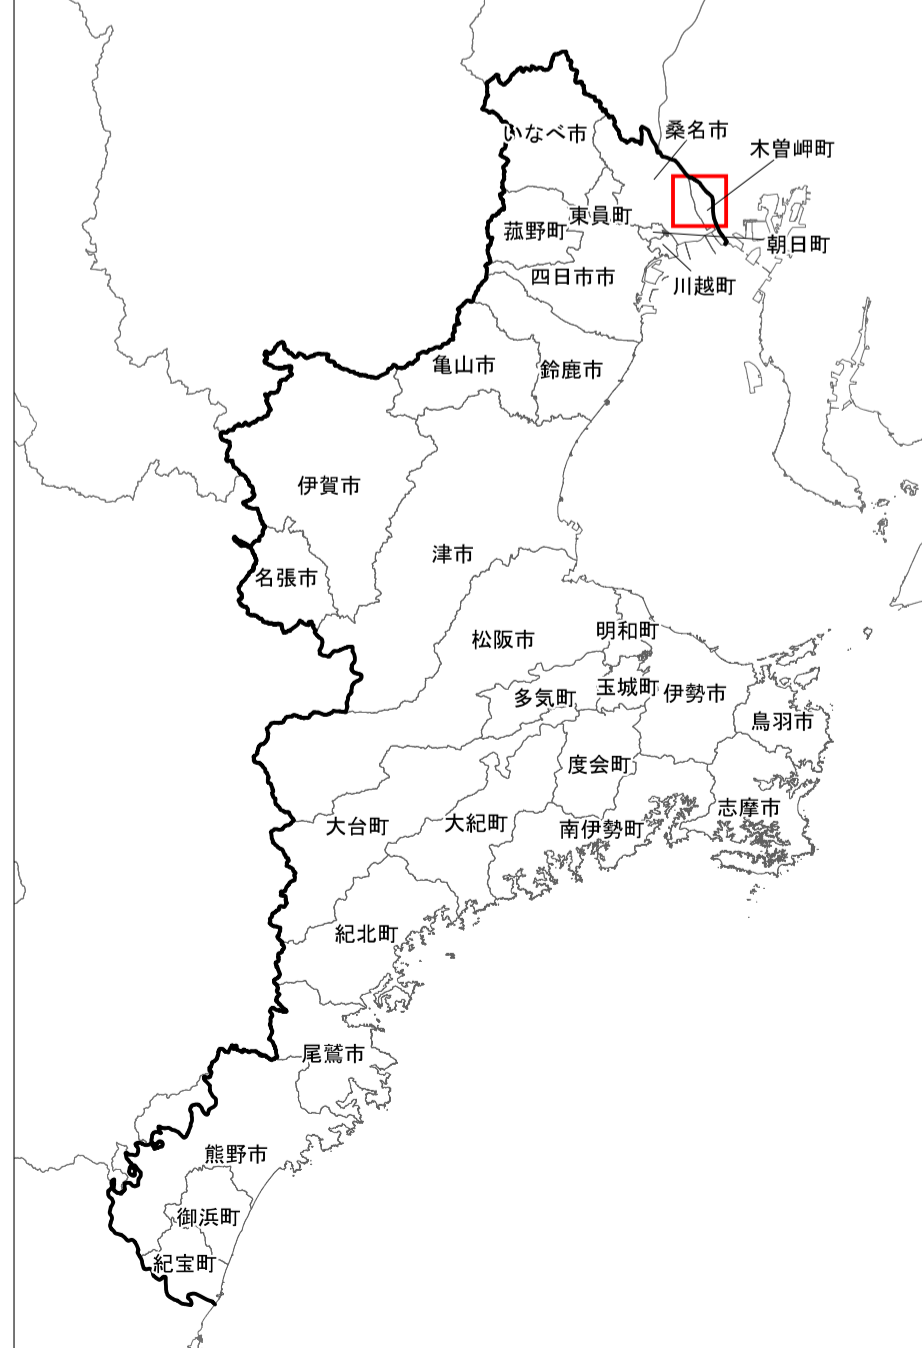 桑名市
いなべ市
木曽岬町
東員町
菰野町
朝日町
四日市市
川越町
亀山市
鈴鹿市
伊賀市
津市
名張市
明和町
松阪市
玉城町
伊勢市
多気町
鳥羽市
度会町
志摩市
大紀町
大台町
南伊勢町
紀北町
尾鷲市
熊野市
御浜町
紀宝町